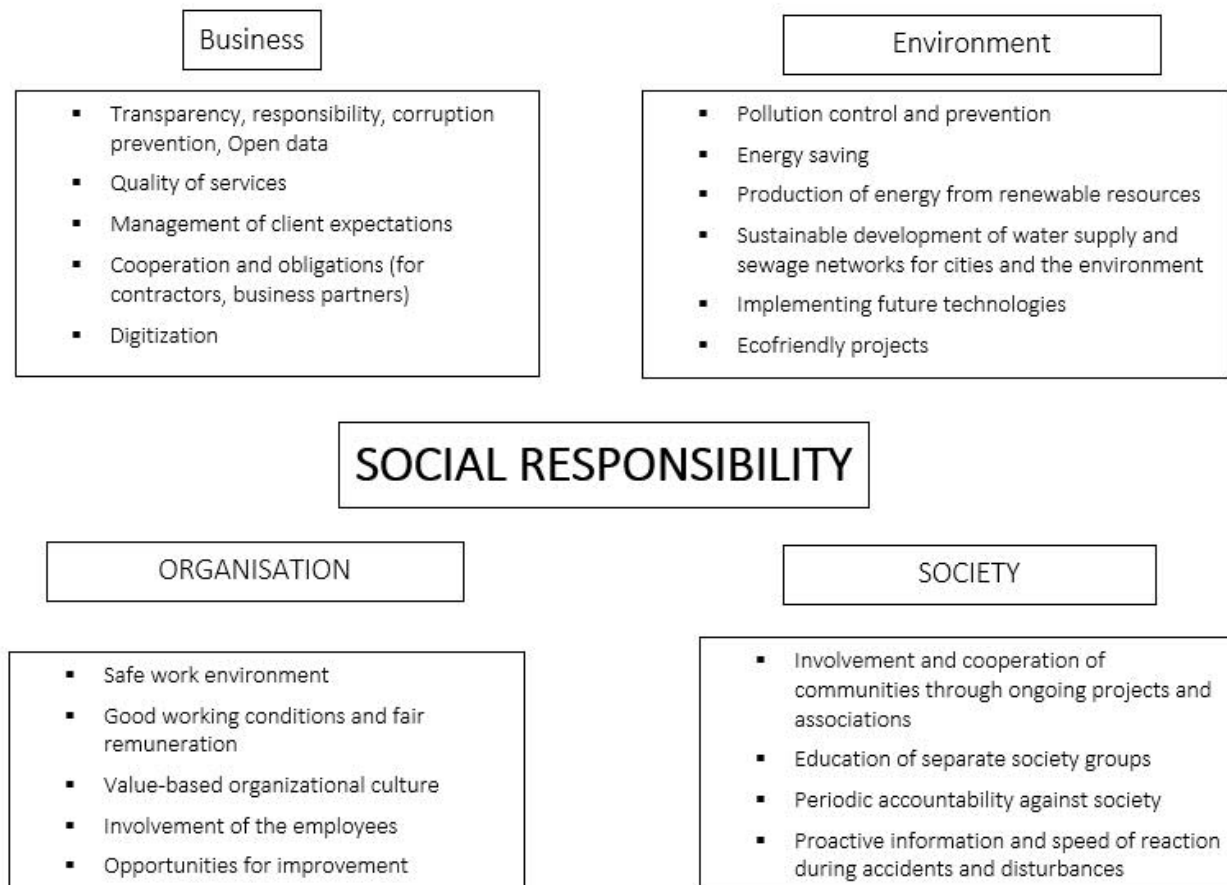 Business
▪ Transparency, responsibility, corruption
prevention, Open data
▪ Quality of services
▪ Management of client expectations
▪ Cooperation and obligations (for
contractors, business partners)
▪ Digitization
Environment
▪ Pollution control and prevention
▪ Energy saving
▪ Production of energy from renewable resources
▪ Sustainable development of water supply and
sewage networks for cities and the environment
▪ Implementing future technologies
▪ Ecofriendly projects
SOCIAL RESPONSIBILITY
ORGANISATION
▪ Safe work environment
▪ Good working conditions and fair
remuneration
▪ Value-based organizational culture
▪ Involvement of the employees
▪ Opportunities for improvement
SOCIETY
▪ Involvement and cooperation of
communities through ongoing projects and
associations
▪ Education of separate society groups
▪ Periodic accountability against society
▪ Proactive information and speed of reaction
during accidents and disturbances